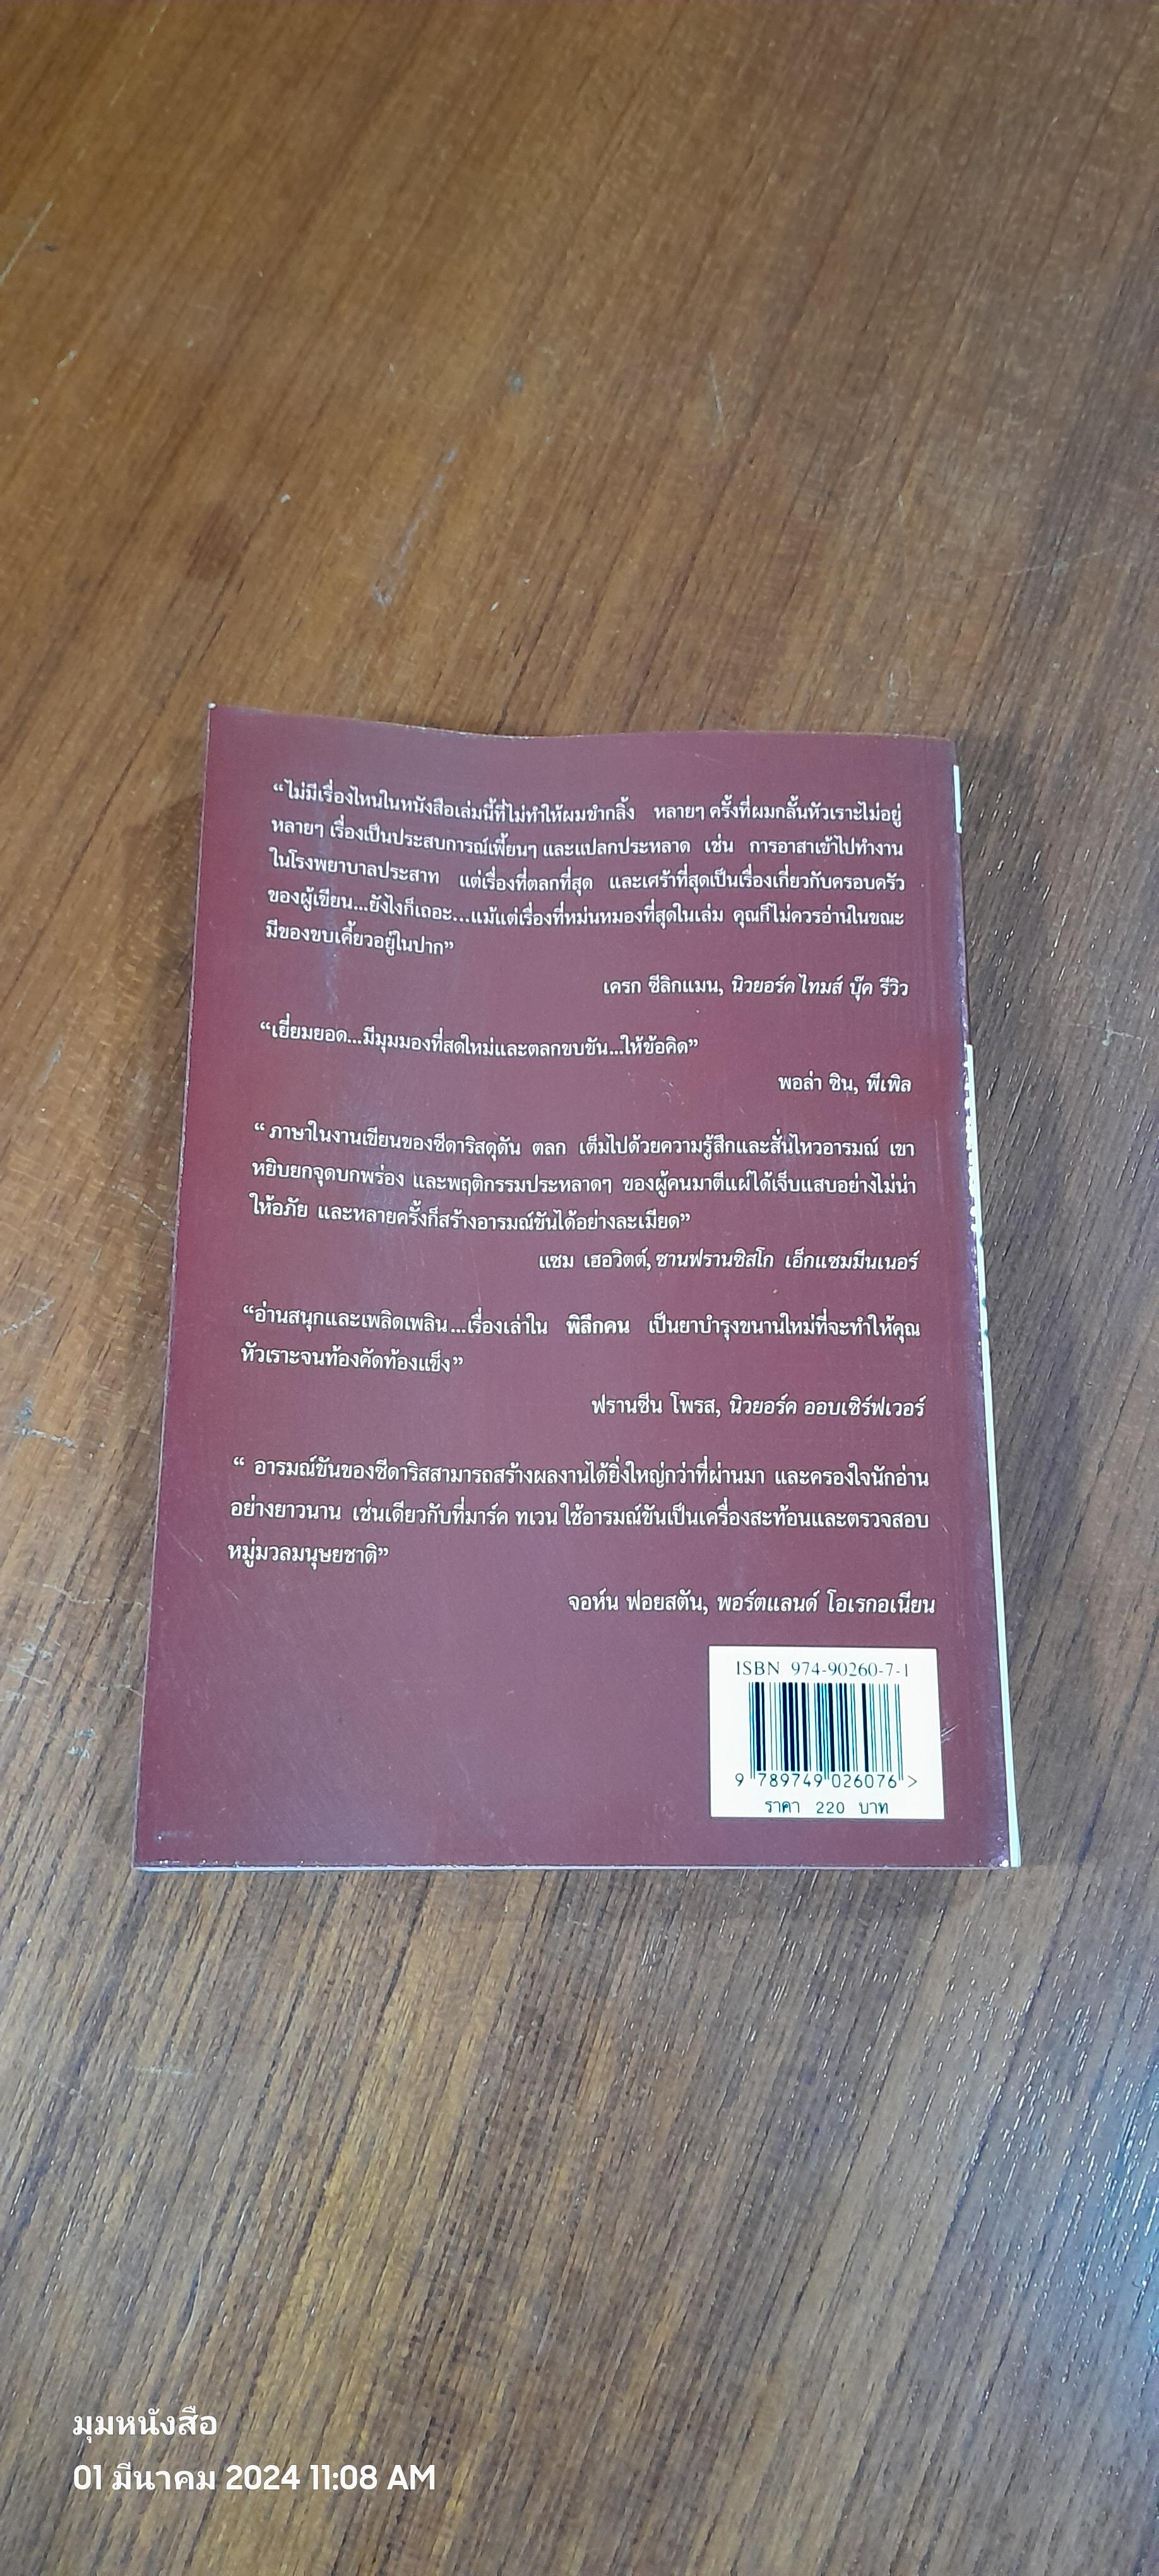 “ไม่มีเรื่องไหนในหนังสือเล่มนี้ที่ไม่ทำให้ผมขำกลิ้ง หลายๆ ครั้งที่ผมกลั้นหัวเราะไม่อยู่
หลายๆ เรื่องเป็นประสบการณ์เพี้ยนๆ และแปลกประหลาด เช่น การอาสาเข้าไปทำงาน
ในโรงพยาบาลประสาท แต่เรื่องที่ตลกที่สุด และเศร้าที่สุดเป็นเรื่องเกี่ยวกับครอบครัว
ของผู้เขียน...ยังไงก็เถอะ...แม้แต่เรื่องที่หม่นหมองที่สุดในเล่ม คุณก็ไม่ควรอ่านในขณะ
มีของขบเคี้ยวอยู่ในปาก”
เครก ซีลิกแมน, นิวยอร์ค ไทมส์ บุ๊ค รีวิว
“เยี่ยมยอด...มีมุมมองที่สดใหม่และตลกขบขัน...ให้ข้อคิด”
พอล่า ชิน, พีเพิล
“ ภาษาในงานเขียนของซีดาริสดุดัน ตลก เต็มไปด้วยความรู้สึกและสั่นไหวอารมณ์ เขา
หยิบยกจุดบกพร่อง และพฤติกรรมประหลาดๆ ของผู้คนมาตีแผ่ได้เจ็บแสบอย่างไม่น่า
ให้อภัย และหลายครั้งก็สร้างอารมณ์ขันได้อย่างละเมียด”
แซม เฮอวิตต์, ซานฟรานซิสโก เอ็กแซมมีนเนอร์
“อ่านสนุกและเพลิดเพลิน...เรื่องเล่าใน พิลึกคน เป็นยาบำรุงขนานใหม่ที่จะทำให้คุณ
หัวเราะจนท้องคัดท้องแข็ง”
ฟรานซีน โพรส, นิวยอร์ค ออบเซิร์ฟเวอร์
“ อารมณ์ขันของซีดาริสสามารถสร้างผลงานได้ยิ่งใหญ่กว่าที่ผ่านมา และครองใจนักอ่าน
อย่างยาวนาน เช่นเดียวกับที่มาร์ค ทเวน ใช้อารมณ์ขันเป็นเครื่องสะท้อนและตรวจสอบ
หมู่มวลมนุษยชาติ”
จอห์น ฟอยสตัน, พอร์ตแลนด์ โอเรกอเนียน
ISBN 974-90260-7-1
9 789749 026076 >
ราคา 220 บาท
มุมหนังสือ
01 มีนาคม 2024 11:08 AM